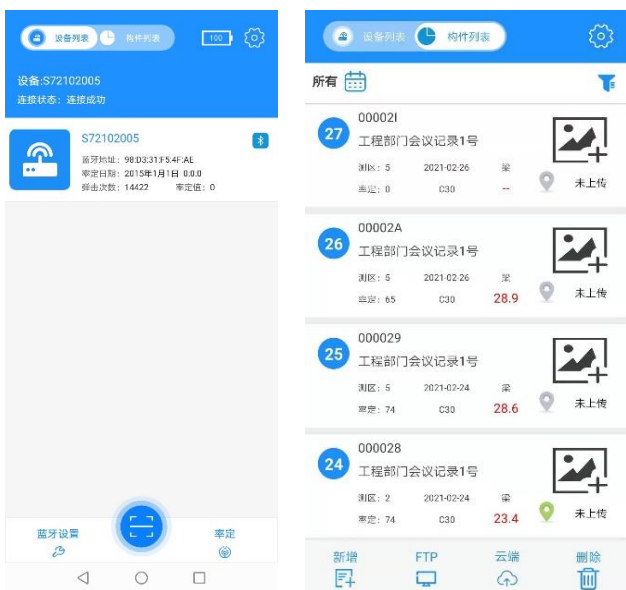 设备列表
构件列表
100
设备:S72102005
连接状态：连接成功
S72102005
蓝牙地址：98:D3:31:F5:4F:AE
率定日期：2015年1月1日 0:0:0
弹击次数：14422 率定值：0
蓝牙设置
率定
设备列表
构件列表
所有
27
00002I
工程部门会议记录1号
测区：5 2021-02-26 梁
率定：0 C30 --
未上传
26
00002A
工程部门会议记录1号
测区：5 2021-02-26 梁
率定：65 C30 28.9
未上传
25
000029
工程部门会议记录1号
测区：5 2021-02-24 梁
率定：74 C30 28.6
未上传
24
000028
工程部门会议记录1号
测区：2 2021-02-24 梁
率定：74 C30 23.4
未上传
新增 FTP 云端 删除